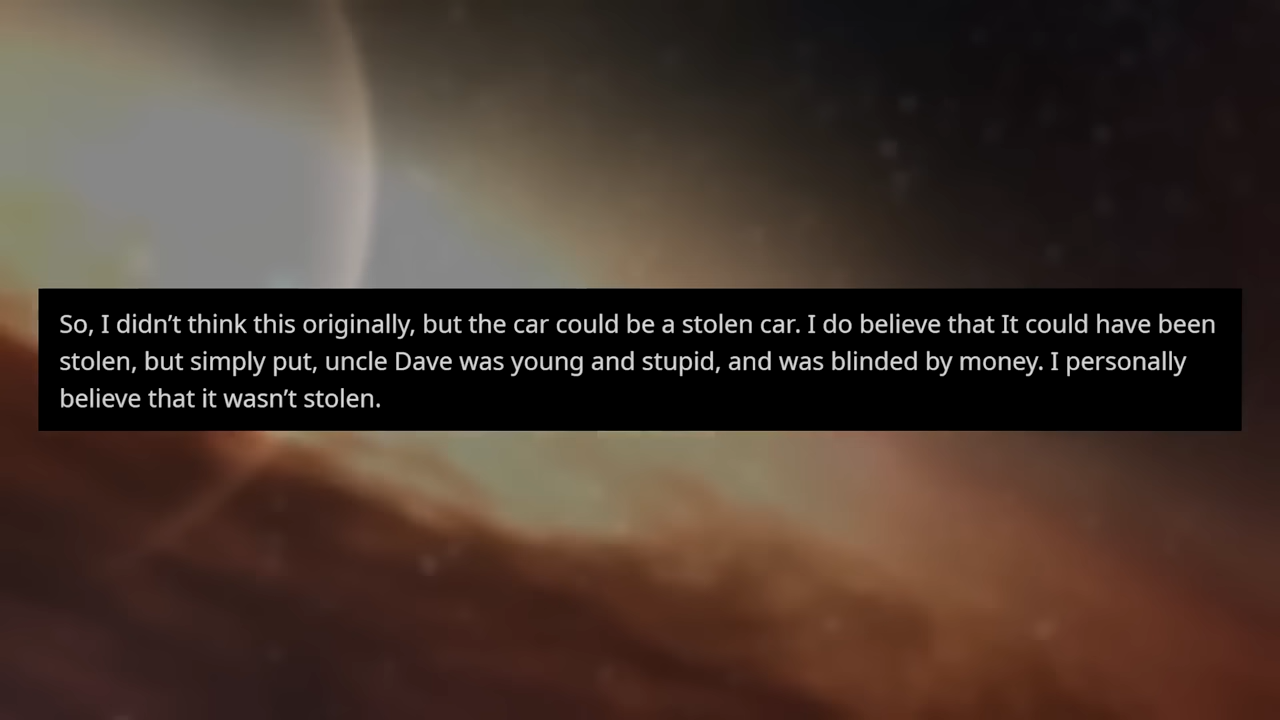 So, I didn’t think this originally, but the car could be a stolen car. I do believe that It could have been
stolen, but simply put, uncle Dave was young and stupid, and was blinded by money. I personally
believe that it wasn’t stolen.